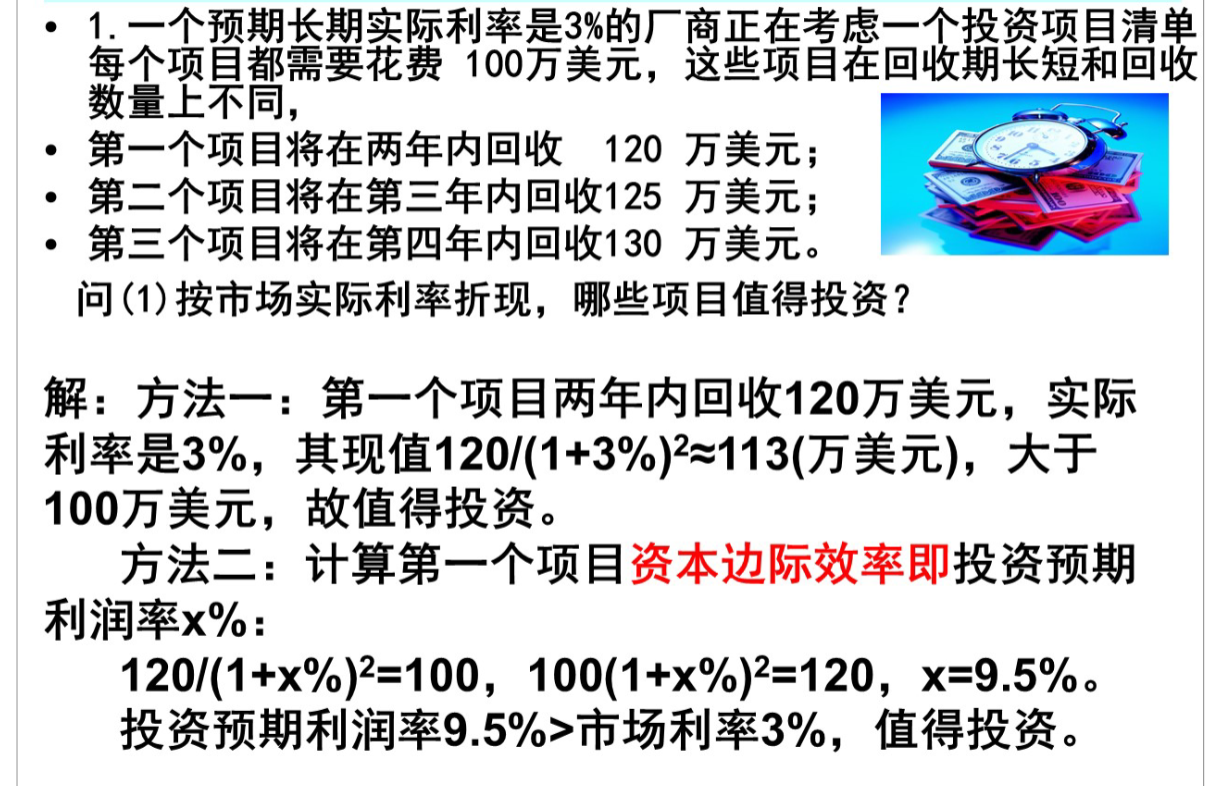 • 1.一个预期长期实际利率是3%的厂商正在考虑一个投资项目清单
每个项目都需要花费 100万美元，这些项目在回收期长短和回收
数量上不同，
• 第一个项目将在两年内回收 120 万美元；
• 第二个项目将在第三年内回收125 万美元；
• 第三个项目将在第四年内回收130 万美元。
问(1)按市场实际利率折现，哪些项目值得投资？
解：方法一：第一个项目两年内回收120万美元，实际
利率是3%，其现值120/(1+3%)²≈113(万美元)，大于
100万美元，故值得投资。
方法二：计算第一个项目资本边际效率即投资预期
利润率x%：
120/(1+x%)²=100，100(1+x%)²=120，x=9.5%。
投资预期利润率9.5%>市场利率3%，值得投资。